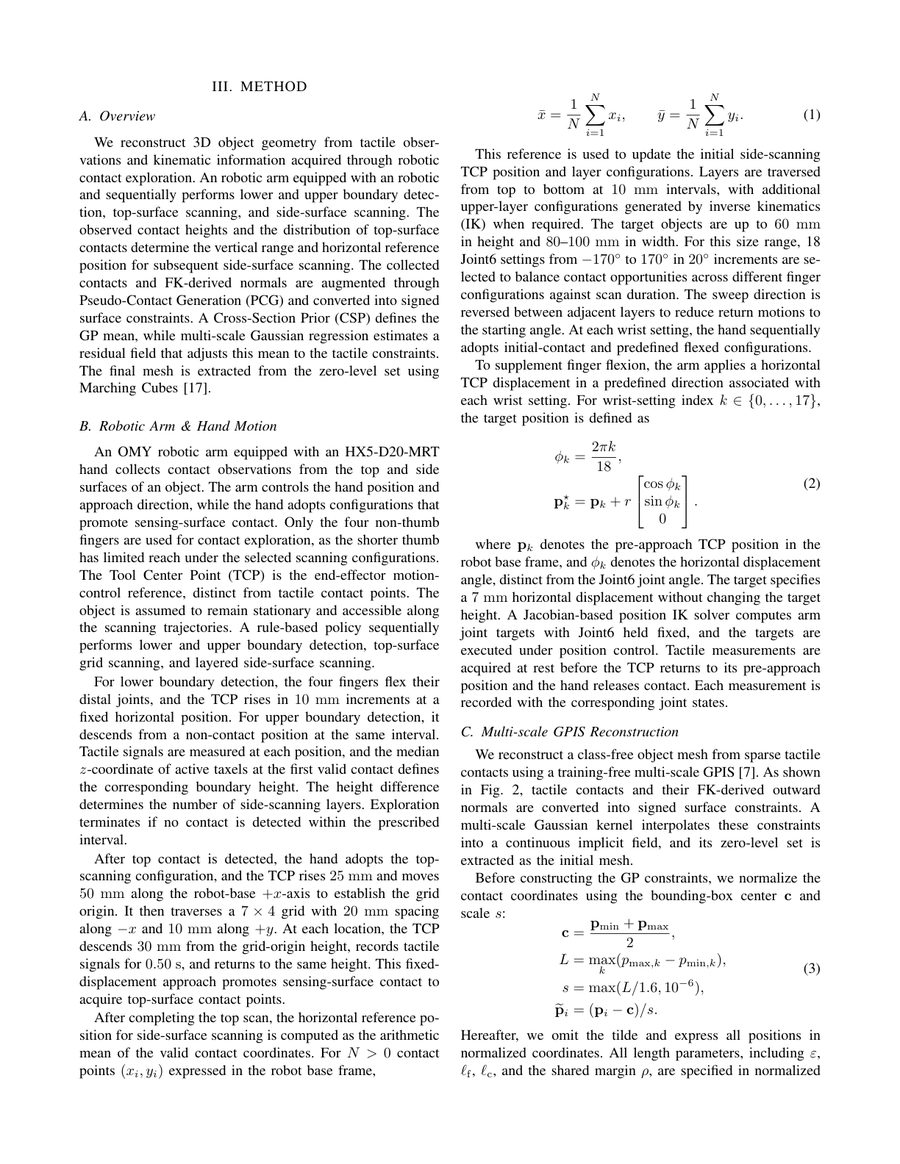 III. METHOD
A. Overview
We reconstruct 3D object geometry from tactile obser-
vations and kinematic information acquired through robotic
contact exploration. An robotic arm equipped with an robotic
and sequentially performs lower and upper boundary detec-
tion, top-surface scanning, and side-surface scanning. The
observed contact heights and the distribution of top-surface
contacts determine the vertical range and horizontal reference
position for subsequent side-surface scanning. The collected
contacts and FK-derived normals are augmented through
Pseudo-Contact Generation (PCG) and converted into signed
surface constraints. A Cross-Section Prior (CSP) defines the
GP mean, while multi-scale Gaussian regression estimates a
residual field that adjusts this mean to the tactile constraints.
The final mesh is extracted from the zero-level set using
Marching Cubes [17].
B. Robotic Arm & Hand Motion
An OMY robotic arm equipped with an HX5-D20-MRT
hand collects contact observations from the top and side
surfaces of an object. The arm controls the hand position and
approach direction, while the hand adopts configurations that
promote sensing-surface contact. Only the four non-thumb
fingers are used for contact exploration, as the shorter thumb
has limited reach under the selected scanning configurations.
The Tool Center Point (TCP) is the end-effector motion-
control reference, distinct from tactile contact points. The
object is assumed to remain stationary and accessible along
the scanning trajectories. A rule-based policy sequentially
performs lower and upper boundary detection, top-surface
grid scanning, and layered side-surface scanning.
For lower boundary detection, the four fingers flex their
distal joints, and the TCP rises in 10 mm increments at a
fixed horizontal position. For upper boundary detection, it
descends from a non-contact position at the same interval.
Tactile signals are measured at each position, and the median
z-coordinate of active taxels at the first valid contact defines
the corresponding boundary height. The height difference
determines the number of side-scanning layers. Exploration
terminates if no contact is detected within the prescribed
interval.
After top contact is detected, the hand adopts the top-
scanning configuration, and the TCP rises 25 mm and moves
50 mm along the robot-base +x-axis to establish the grid
origin. It then traverses a 7 × 4 grid with 20 mm spacing
along −x and 10 mm along +y. At each location, the TCP
descends 30 mm from the grid-origin height, records tactile
signals for 0.50 s, and returns to the same height. This fixed-
displacement approach promotes sensing-surface contact to
acquire top-surface contact points.
After completing the top scan, the horizontal reference po-
sition for side-surface scanning is computed as the arithmetic
mean of the valid contact coordinates. For N > 0 contact
points (x_i, y_i) expressed in the robot base frame,
x̄ = 1/N ∑_{i=1}^{N} x_i, ȳ = 1/N ∑_{i=1}^{N} y_i. (1)
This reference is used to update the initial side-scanning
TCP position and layer configurations. Layers are traversed
from top to bottom at 10 mm intervals, with additional
upper-layer configurations generated by inverse kinematics
(IK) when required. The target objects are up to 60 mm
in height and 80–100 mm in width. For this size range, 18
Joint6 settings from −170° to 170° in 20° increments are se-
lected to balance contact opportunities across different finger
configurations against scan duration. The sweep direction is
reversed between adjacent layers to reduce return motions to
the starting angle. At each wrist setting, the hand sequentially
adopts initial-contact and predefined flexed configurations.
To supplement finger flexion, the arm applies a horizontal
TCP displacement in a predefined direction associated with
each wrist setting. For wrist-setting index k ∈ {0, . . . , 17},
the target position is defined as
ϕ_k = 2πk/18,
p_k^⋆ = p_k + r [cos ϕ_k; sin ϕ_k; 0]. (2)
where p_k denotes the pre-approach TCP position in the
robot base frame, and ϕ_k denotes the horizontal displacement
angle, distinct from the Joint6 joint angle. The target specifies
a 7 mm horizontal displacement without changing the target
height. A Jacobian-based position IK solver computes arm
joint targets with Joint6 held fixed, and the targets are
executed under position control. Tactile measurements are
acquired at rest before the TCP returns to its pre-approach
position and the hand releases contact. Each measurement is
recorded with the corresponding joint states.
C. Multi-scale GPIS Reconstruction
We reconstruct a class-free object mesh from sparse tactile
contacts using a training-free multi-scale GPIS [7]. As shown
in Fig. 2, tactile contacts and their FK-derived outward
normals are converted into signed surface constraints. A
multi-scale Gaussian kernel interpolates these constraints
into a continuous implicit field, and its zero-level set is
extracted as the initial mesh.
Before constructing the GP constraints, we normalize the
contact coordinates using the bounding-box center c and
scale s:
c = (p_min + p_max)/2,
L = max_k(p_max,k − p_min,k),
s = max(L/1.6, 10^−6), (3)
p̃_i = (p_i − c)/s.
Hereafter, we omit the tilde and express all positions in
normalized coordinates. All length parameters, including ε,
ℓ_f, ℓ_c, and the shared margin ρ, are specified in normalized